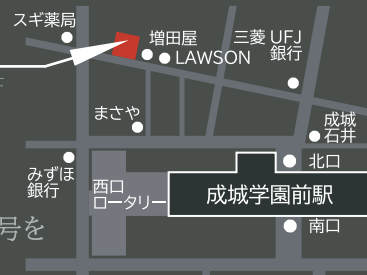 スギ薬局
増田屋
LAWSON
三菱 UFJ
銀行
まさや
成城
石井
みずほ
銀行
西口
ロータリー
北口
成城学園前駅
南口
号を